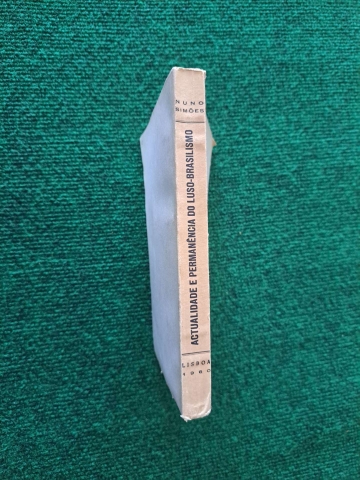 NUNO
SIMÕES
ACTUALIDADE E PERMANÊNCIA DO LUSO-BRASILISMO
LISBOA
1960